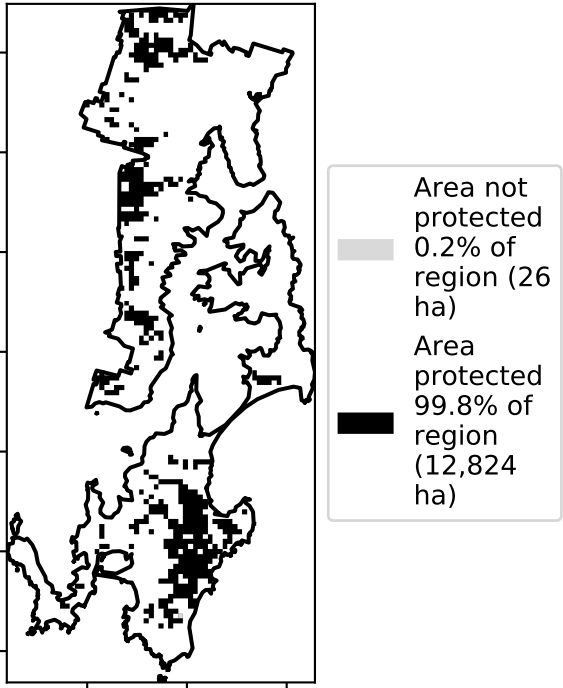 Area not
protected
0.2% of
region (26
ha)
Area
protected
99.8% of
region
(12,824
ha)